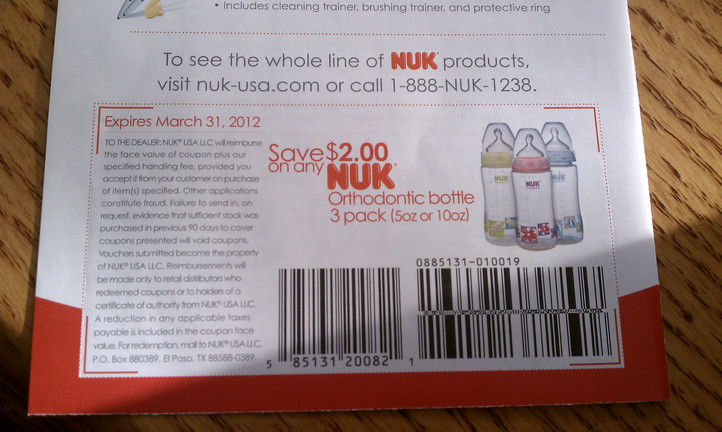 • Includes cleaning trainer, brushing trainer, and protective ring
To see the whole line of NUK® products,
visit nuk-usa.com or call 1-888-NUK-1238.
Expires March 31, 2012
TO THE DEALER: NUK® USA LLC will reimburse
the face value of coupon plus our
specified handling fee, provided you
accept it from your customer on purchase
of item(s) specified. Other applications
constitute fraud. Failure to send in, on
request, evidence that sufficient stock was
purchased in previous 90 days to cover
coupons presented will void coupons.
Vouchers submitted become the property
of NUK® USA LLC. Reimbursements will
be made only to retail distributors who
redeemed coupons or to holders of a
certificate of authority from NUK® USA LLC.
A reduction in any applicable taxes
payable is included in the coupon face
value. For redemption, mail to NUK® USA LLC,
P.O. Box 880389, El Paso, TX 88588-0389.
Save $2.00
on any NUK®
Orthodontic bottle
3 pack (5oz or 10oz)
NUK
NUK
NUK
0885131-010019
5 85131 20082 1